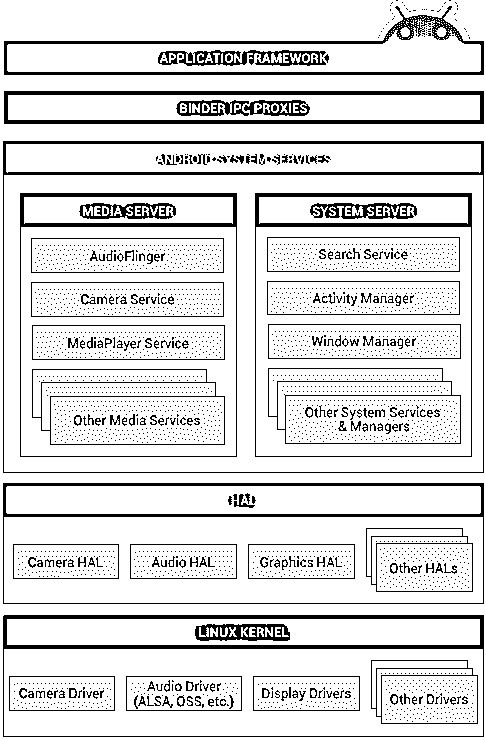 APPLICATION FRAMEWORK
BINDER IPC PROXIES
ANDROID SYSTEM SERVICES
MEDIA SERVER
AudioFlinger
Camera Service
MediaPlayer Service
Other Media Services
SYSTEM SERVER
Search Service
Activity Manager
Window Manager
Other System Services
& Managers
HAL
Camera HAL
Audio HAL
Graphics HAL
Other HALs
LINUX KERNEL
Camera Driver
Audio Driver
(ALSA, OSS, etc.)
Display Drivers
Other Drivers